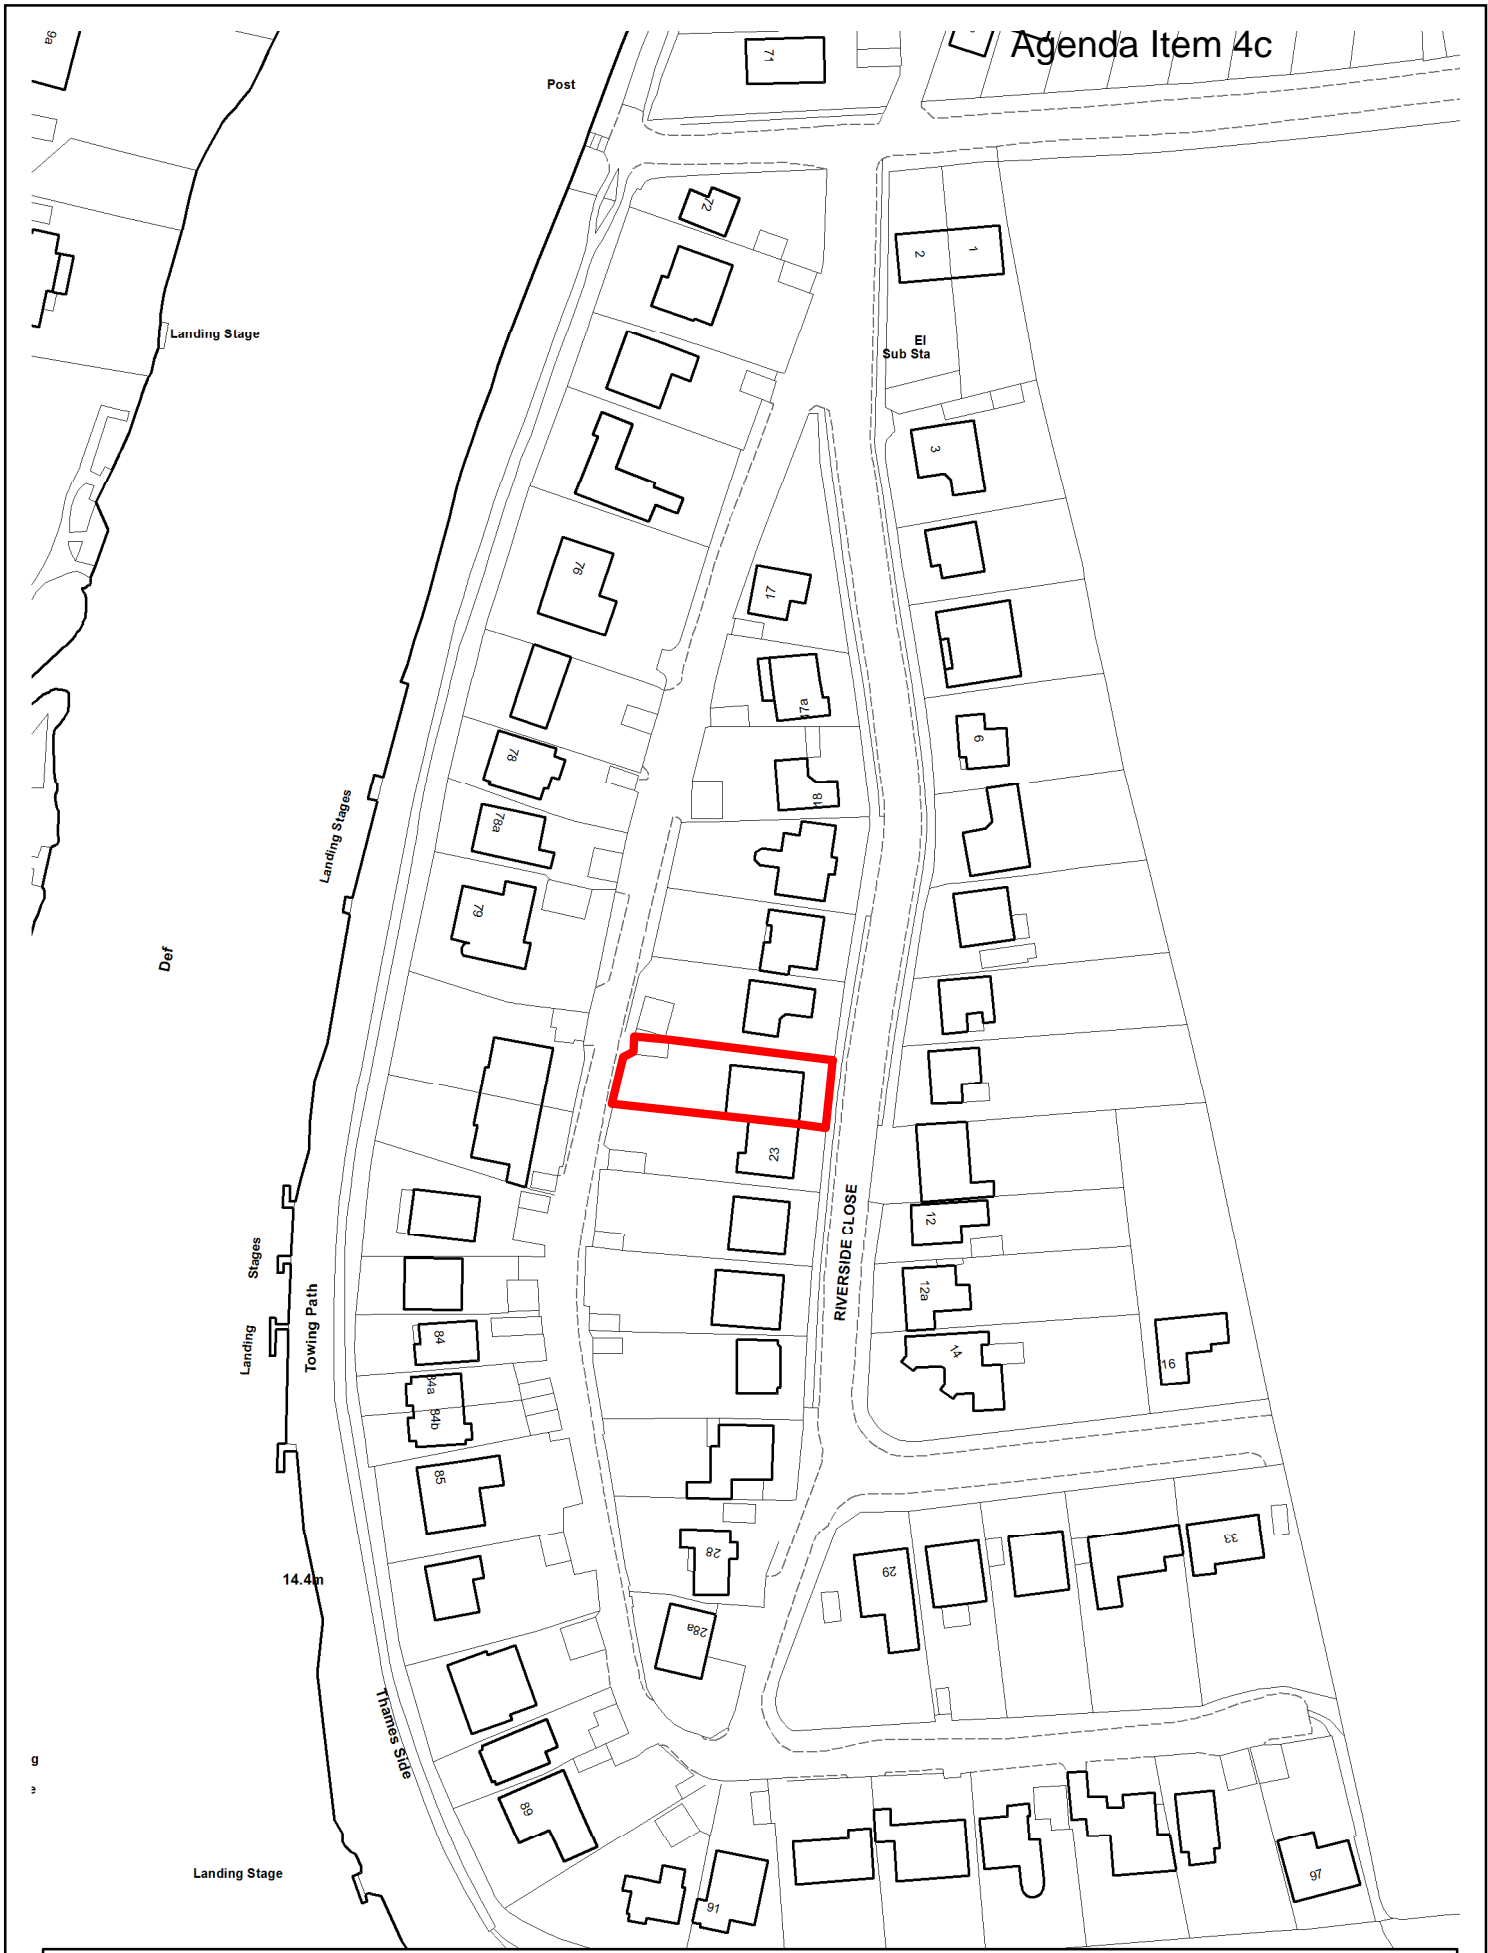 Agenda Item 4c
9a
71
Post
72
2
1
Landing Stage
El
Sub Sta
3
76
17
17a
6
78
18
78a
Landing Stages
79
Def
23
RIVERSIDE CLOSE
12
Stages
Landing
Towing Path
12a
84
14
16
84a
84b
85
33
28
29
14.4m
28a
Thames Side
g
89
Landing Stage
91
97